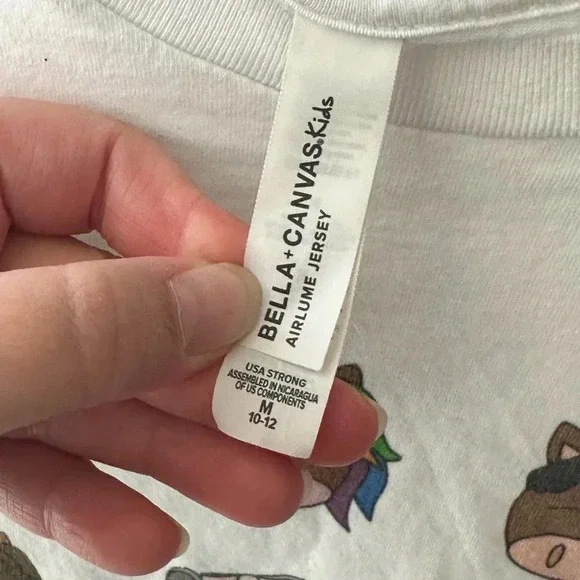 BELLA+CANVAS.Kids
AIRLUME JERSEY
USA STRONG
ASSEMBLED IN NICARAGUA
OF US COMPONENTS
M
10-12